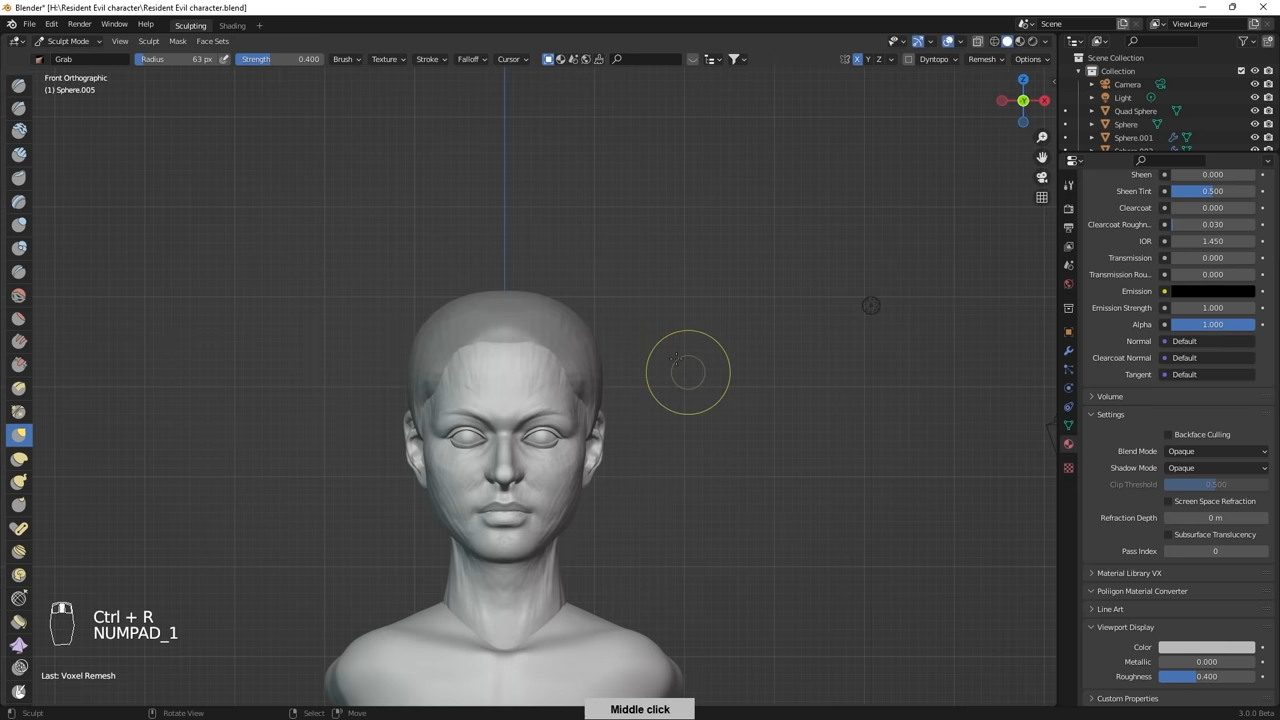 Blender* [H:\Resident Evil character\Resident Evil character.blend]
File Edit Render Window Help Sculpting Shading + Scene ViewLayer
Sculpt Mode View Sculpt Mask Face Sets
Grab Radius 63 px Strength 0.400 Brush Texture Stroke Falloff Cursor X Y Z Dyntopo Remesh Options
Front Orthographic
(1) Sphere.005
Z
Y
X
Scene Collection
Collection
Camera
Light
Quad Sphere
Sphere
Sphere.001
Sheen 0.000
Sheen Tint 0.500
Clearcoat 0.000
Clearcoat Roughn.. 0.030
IOR 1.450
Transmission 0.000
Transmission Rou.. 0.000
Emission
Emission Strength 1.000
Alpha 1.000
Normal Default
Clearcoat Normal Default
Tangent Default
Volume
Settings
Backface Culling
Blend Mode Opaque
Shadow Mode Opaque
Clip Threshold 0.500
Screen Space Refraction
Refraction Depth 0 m
Subsurface Translucency
Pass Index 0
Material Library VX
Poliigon Material Converter
Line Art
Viewport Display
Color
Metallic 0.000
Roughness 0.400
Custom Properties
Ctrl + R
NUMPAD_1
Last: Voxel Remesh
Middle click
Sculpt Rotate View Select Move 3.0.0 Beta